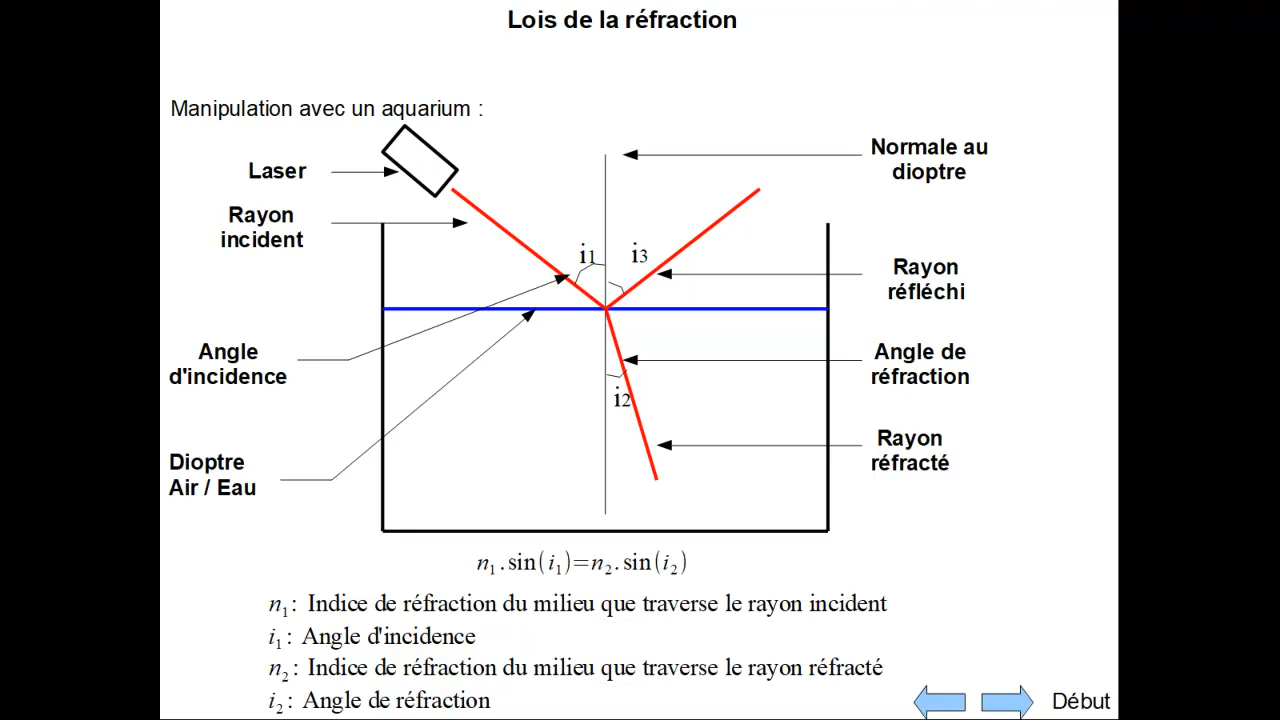 Lois de la réfraction
Manipulation avec un aquarium :
Laser
Rayon
incident
Normale au
dioptre
i1
i3
Rayon
réfléchi
Angle
d'incidence
Angle de
réfraction
i2
Rayon
réfracté
Dioptre
Air / Eau
n₁.sin(i₁)=n₂.sin(i₂)
n₁: Indice de réfraction du milieu que traverse le rayon incident
i₁: Angle d'incidence
n₂: Indice de réfraction du milieu que traverse le rayon réfracté
i₂: Angle de réfraction
Début